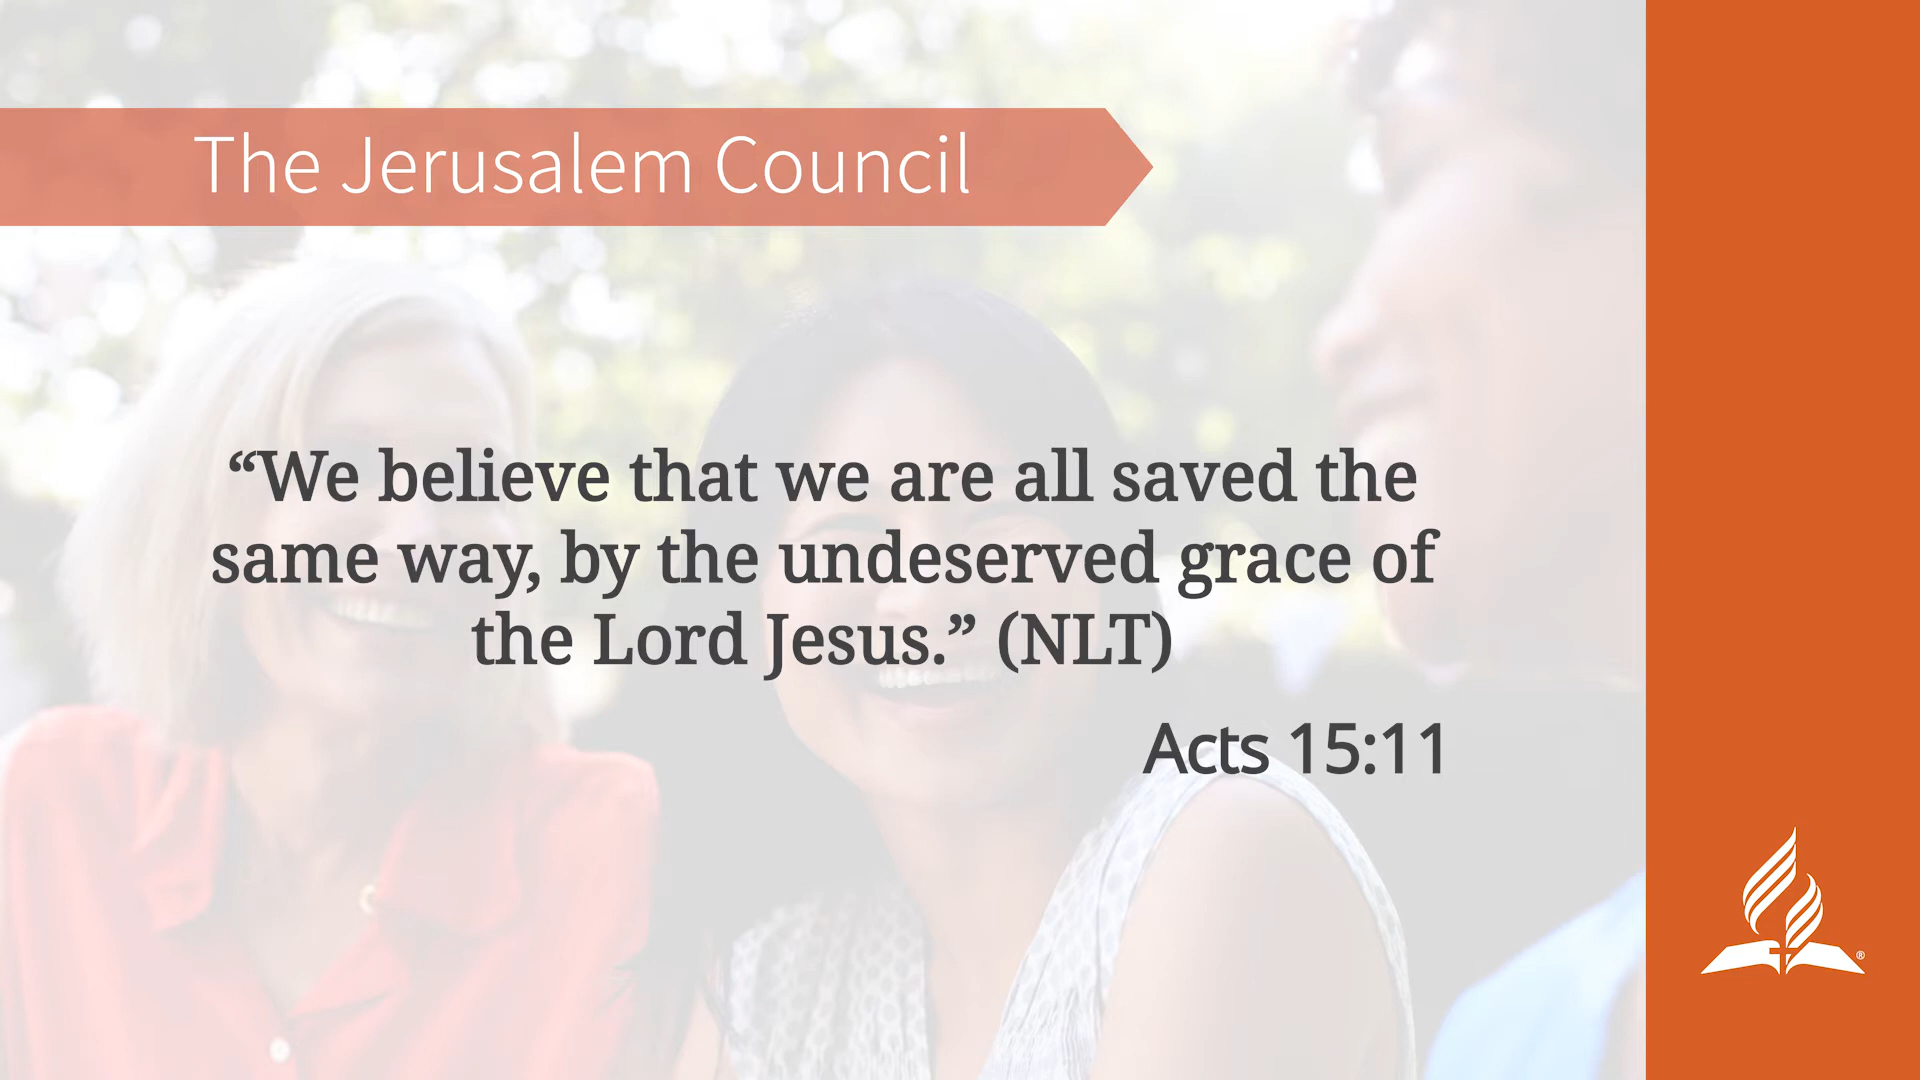 The Jerusalem Council
“We believe that we are all saved the
same way, by the undeserved grace of
the Lord Jesus.” (NLT)
Acts 15:11
®